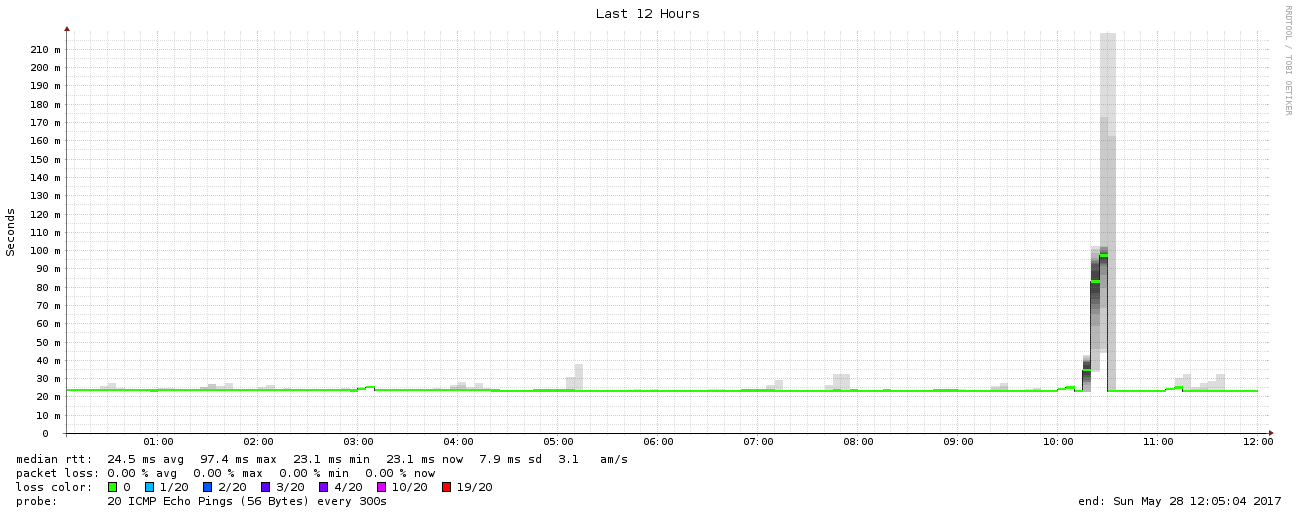 Last 12 Hours
RRDTOOL / TOBI OETIKER
Seconds
210 m
200 m
190 m
180 m
170 m
160 m
150 m
140 m
130 m
120 m
110 m
100 m
90 m
80 m
70 m
60 m
50 m
40 m
30 m
20 m
10 m
0
01:00 02:00 03:00 04:00 05:00 06:00 07:00 08:00 09:00 10:00 11:00 12:00
median rtt: 24.5 ms avg 97.4 ms max 23.1 ms min 23.1 ms now 7.9 ms sd 3.1 am/s
packet loss: 0.00 % avg 0.00 % max 0.00 % min 0.00 % now
loss color: 0 1/20 2/20 3/20 4/20 10/20 19/20
probe: 20 ICMP Echo Pings (56 Bytes) every 300s end: Sun May 28 12:05:04 2017